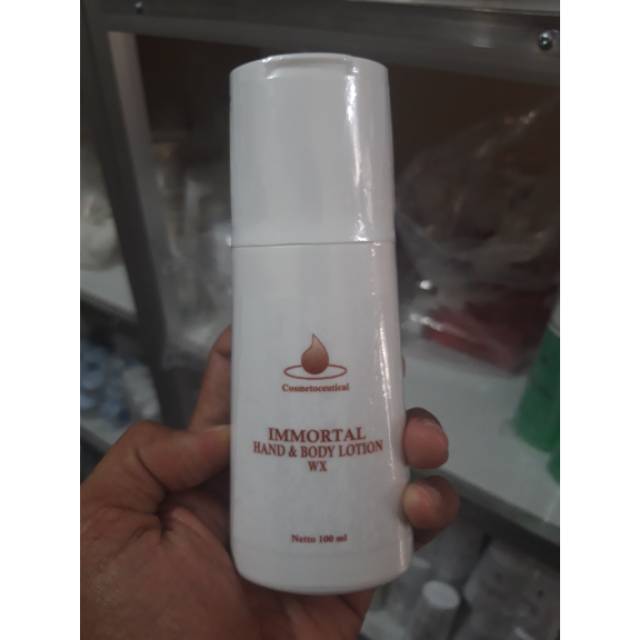 Cosmetoceutical
IMMORTAL
HAND & BODY LOTION
WX
Netto 100 ml